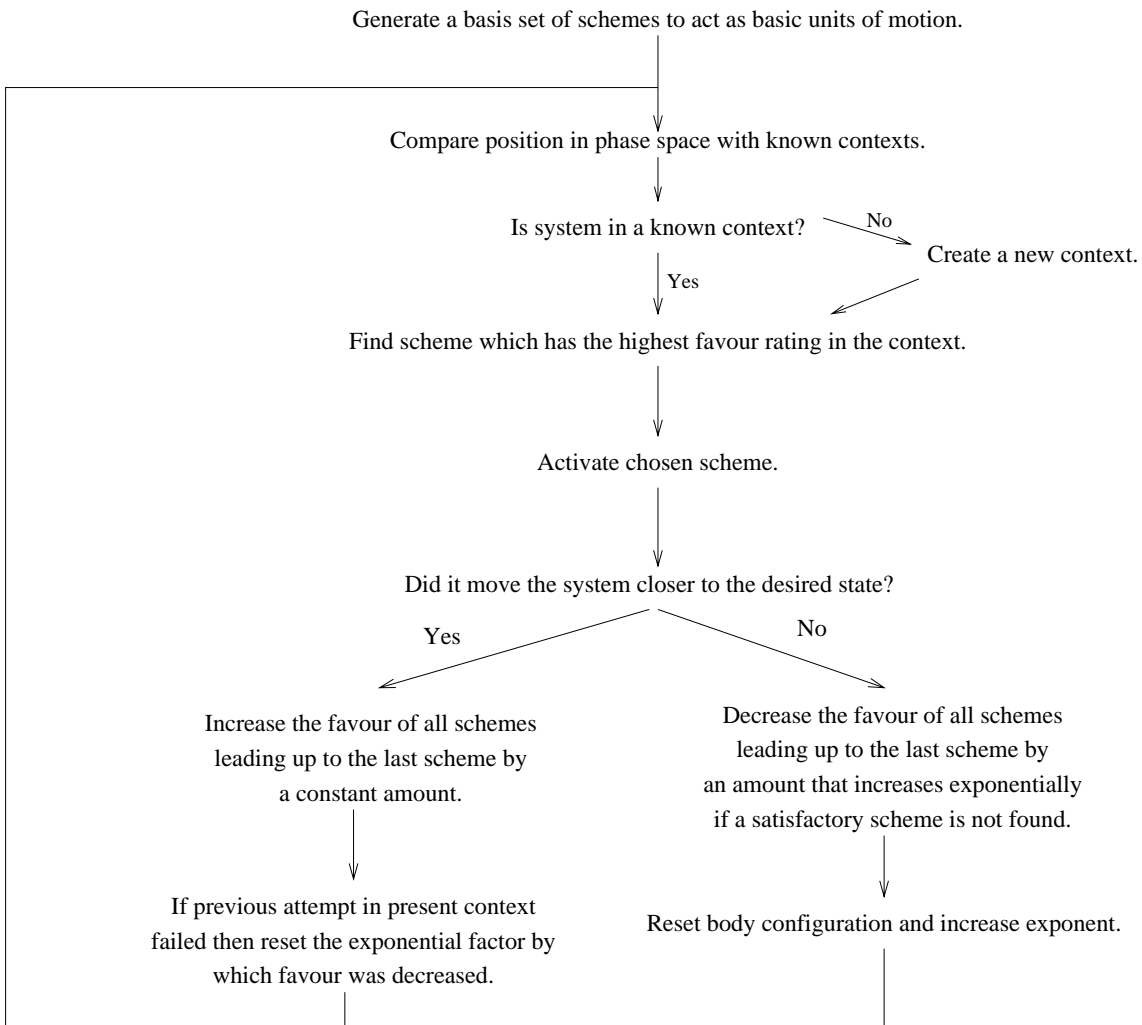 Generate a basis set of schemes to act as basic units of motion.
Compare position in phase space with known contexts.
Is system in a known context?
No
Create a new context.
Yes
Find scheme which has the highest favour rating in the context.
Activate chosen scheme.
Did it move the system closer to the desired state?
Yes
No
Increase the favour of all schemes
leading up to the last scheme by
a constant amount.
Decrease the favour of all schemes
leading up to the last scheme by
an amount that increases exponentially
if a satisfactory scheme is not found.
If previous attempt in present context
failed then reset the exponential factor by
which favour was decreased.
Reset body configuration and increase exponent.